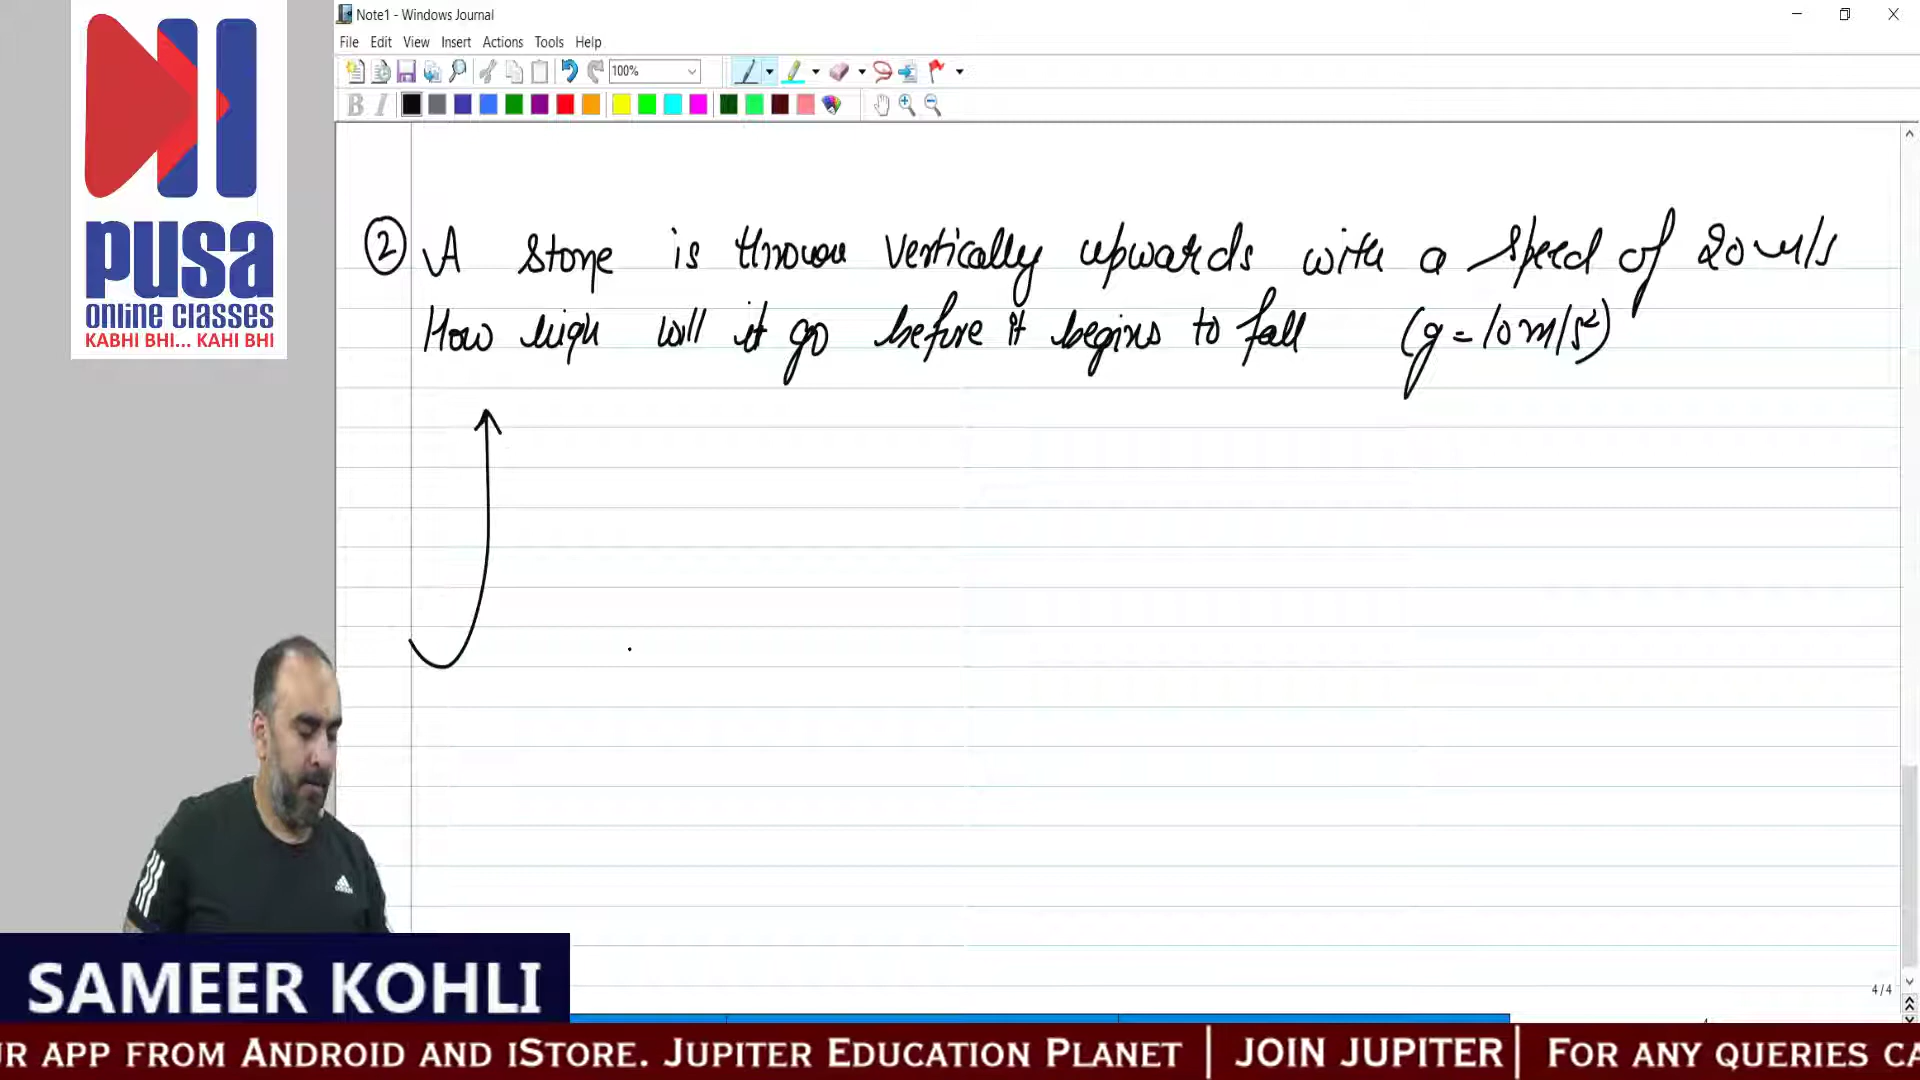 Note1 - Windows Journal
File Edit View Insert Actions Tools Help
100%
B I
PUSA
ONLINE CLASSES
KABHI BHI... KAHI BHI
② A stone is thrown vertically upwards with a speed of 20 m/s
How high will it go before it begins to fall (g = 10 m/s²)
adidas
4 / 4
SAMEER KOHLI
UR APP FROM ANDROID AND ISTORE. JUPITER EDUCATION PLANET | JOIN JUPITER | FOR ANY QUERIES CA